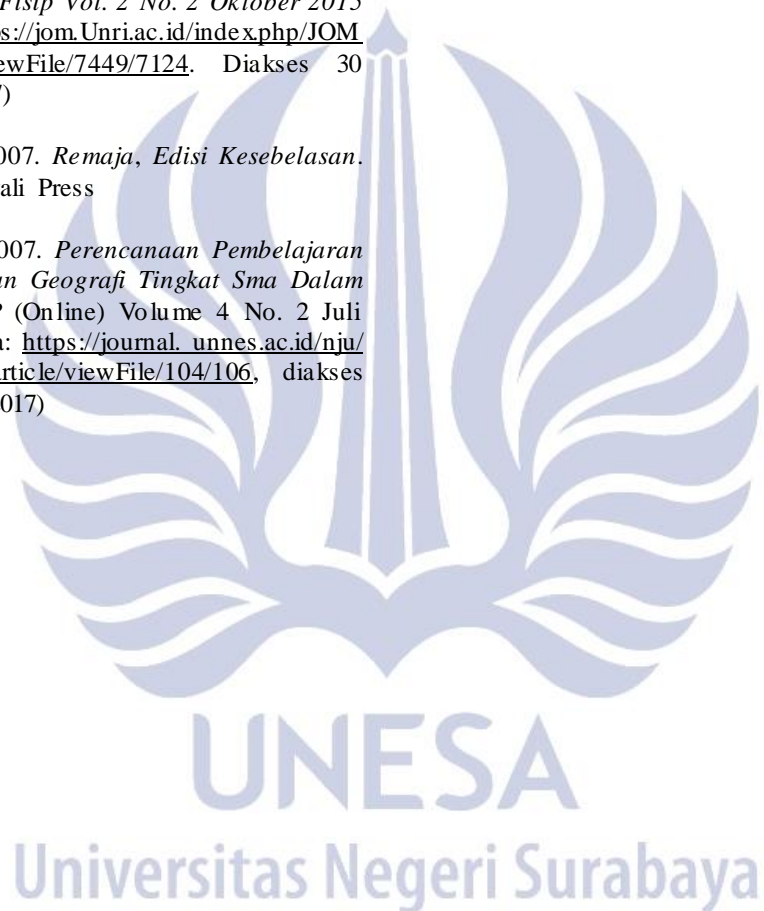 Fisip Vol. 2 No. 2 Oktober 2015
s://jom.Unri.ac.id/index.php/JOM
ewFile/7449/7124. Diakses 30
7)
007. Remaja, Edisi Kesebelasan.
ali Press
007. Perencanaan Pembelajaran
n Geografi Tingkat Sma Dalam
(Online) Volume 4 No. 2 Juli
a: https://journal. unnes.ac.id/nju/
rticle/viewFile/104/106, diakses
017)
UNESA
Universitas Negeri Surabaya